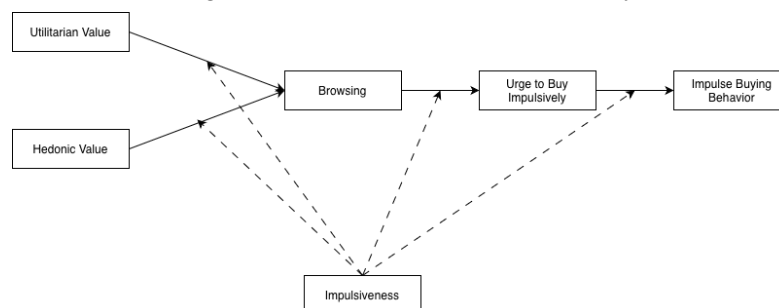 Utilitarian Value
Browsing
Urge to Buy
Impulsively
Impulse Buying
Behavior
Hedonic Value
Impulsiveness